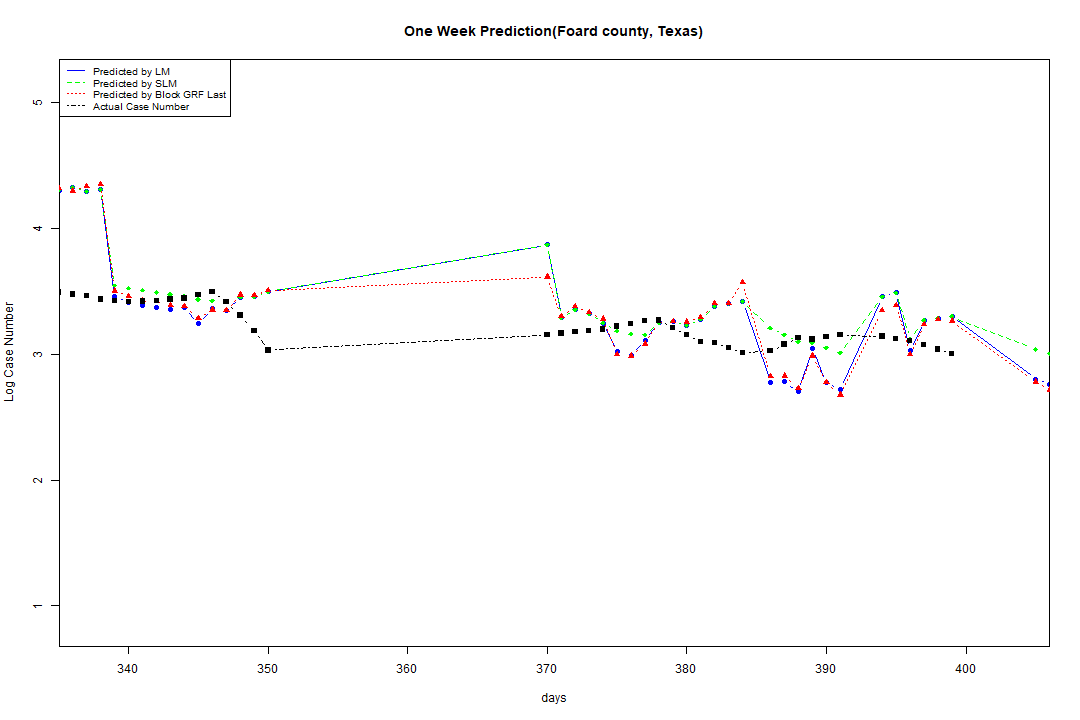 One Week Prediction(Foard county, Texas)
Predicted by LM
Predicted by SLM
Predicted by Block GRF Last
Actual Case Number
5
4
3
2
1
Log Case Number
340 350 360 370 380 390 400
days